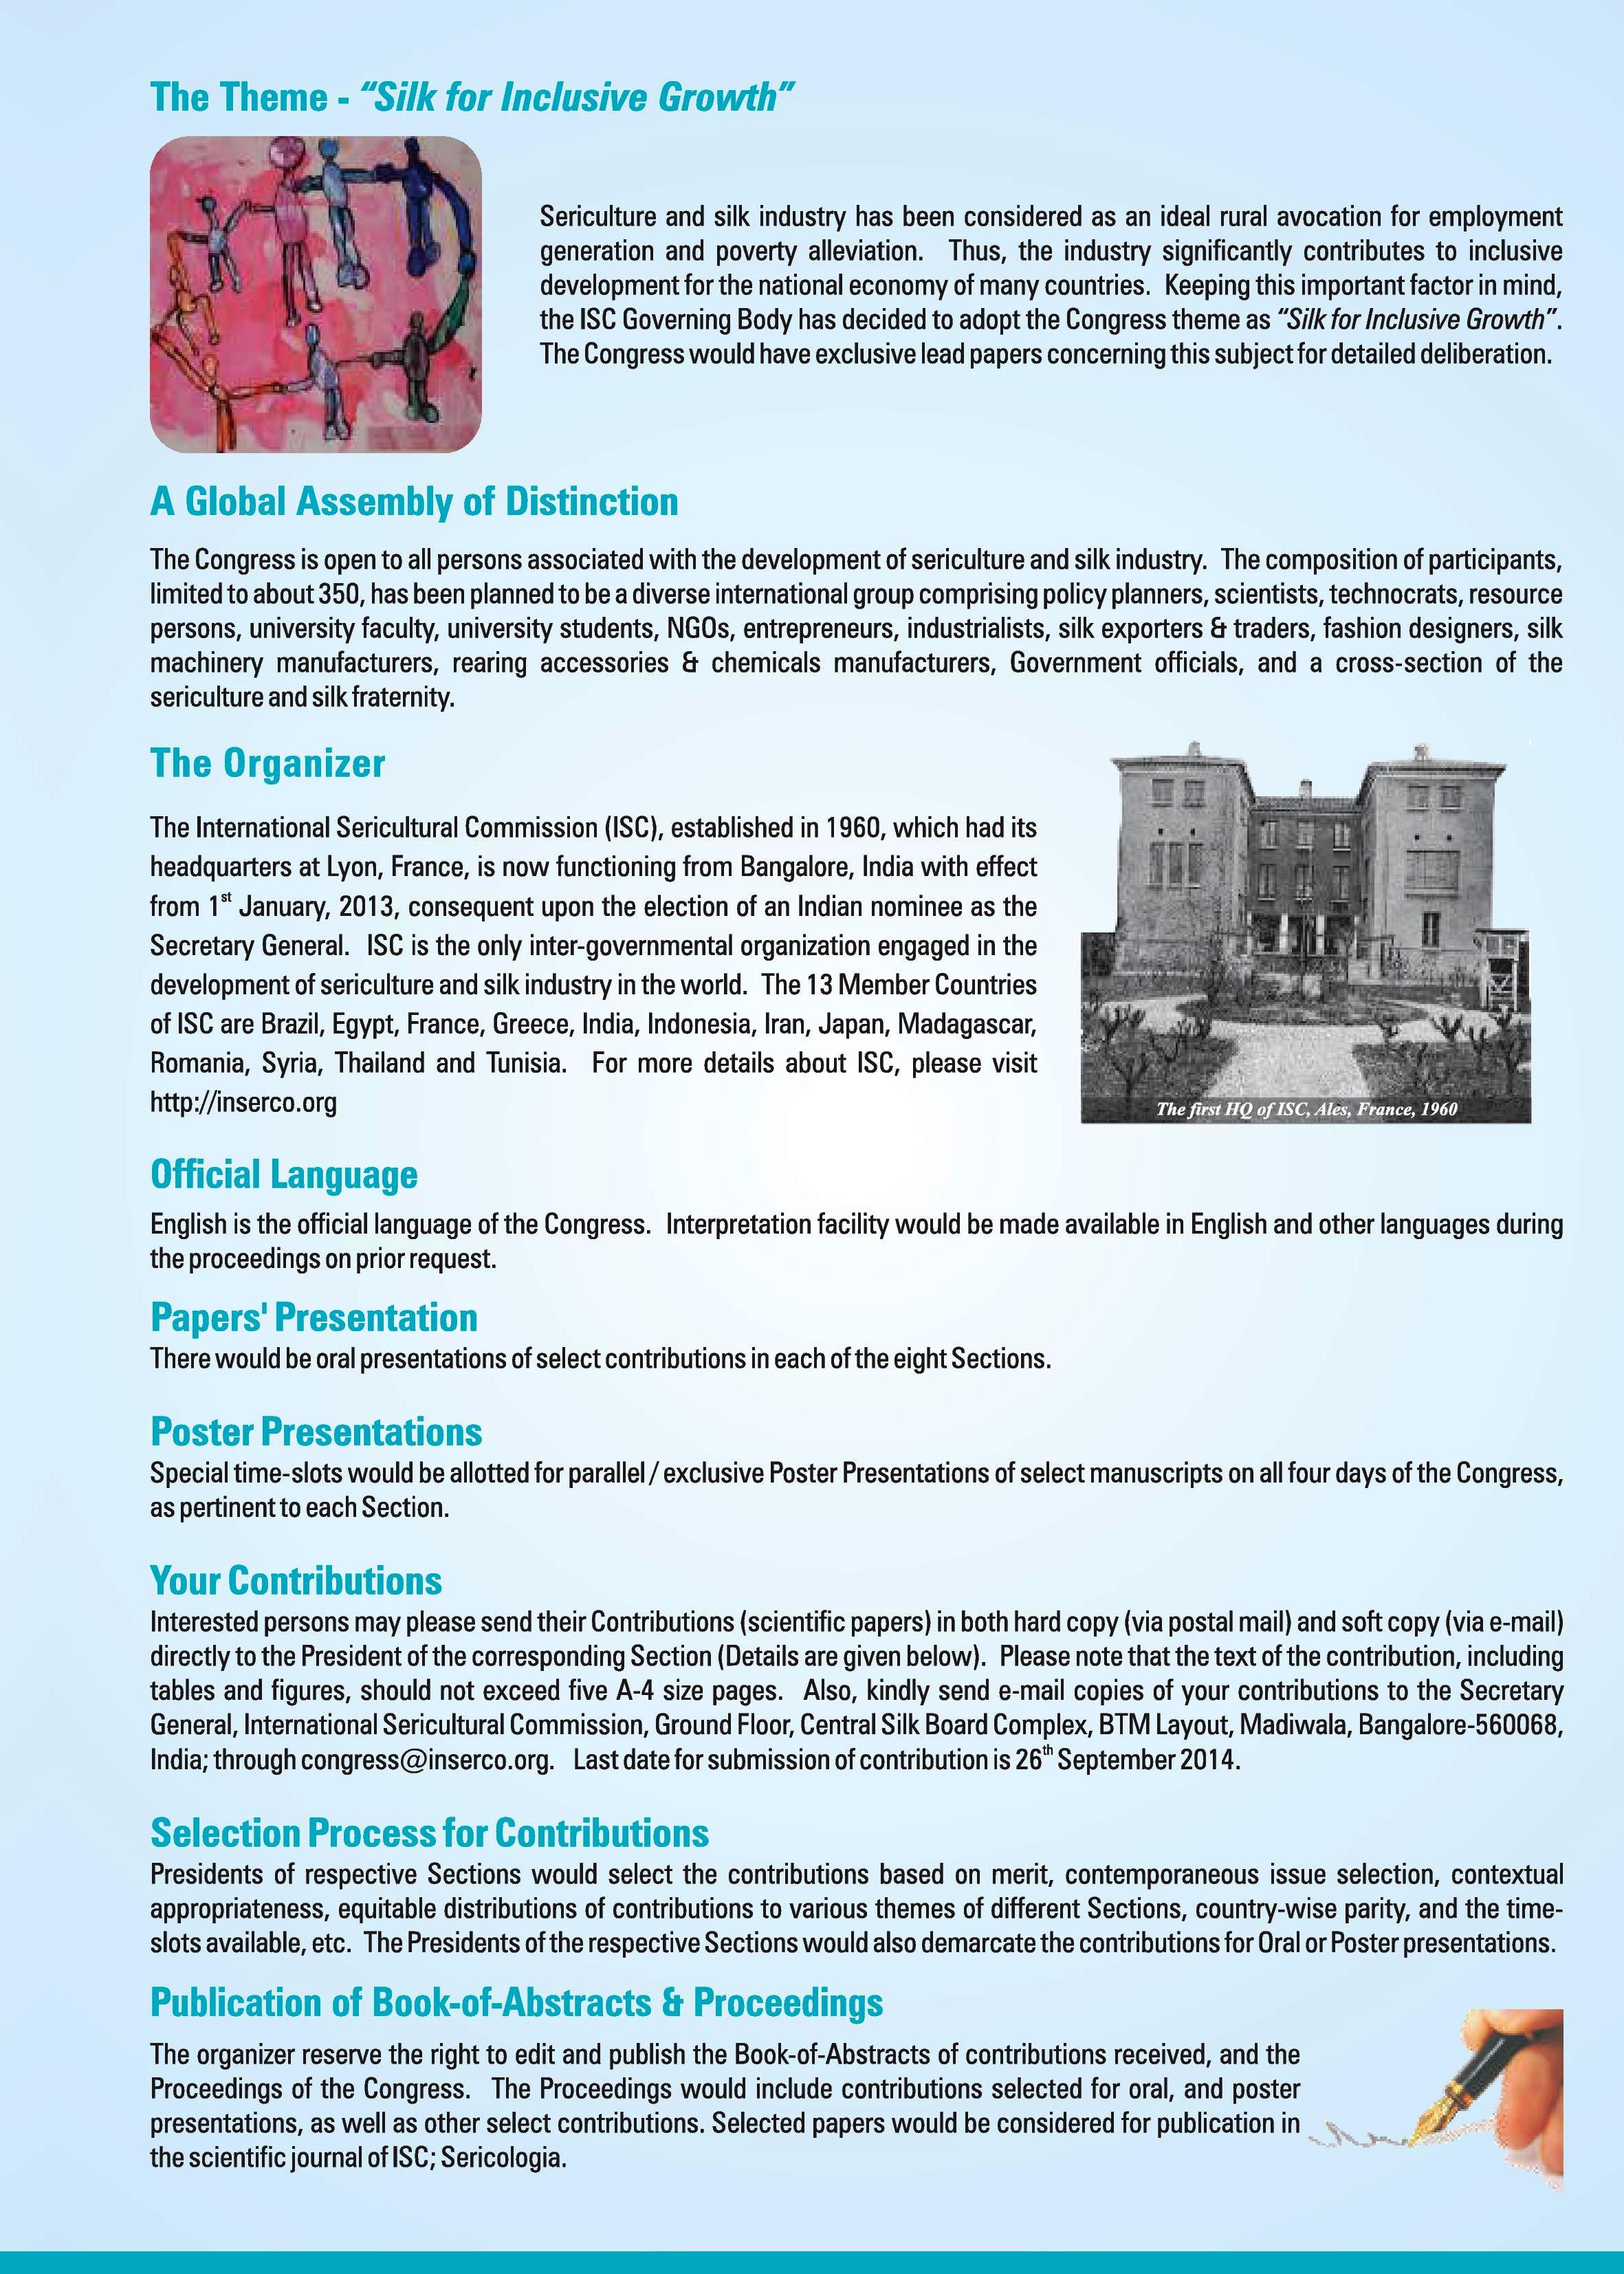 The Theme - “Silk for Inclusive Growth”
Sericulture and silk industry has been considered as an ideal rural avocation for employment
generation and poverty alleviation. Thus, the industry significantly contributes to inclusive
development for the national economy of many countries. Keeping this important factor in mind,
the ISC Governing Body has decided to adopt the Congress theme as “Silk for Inclusive Growth”.
The Congress would have exclusive lead papers concerning this subject for detailed deliberation.
A Global Assembly of Distinction
The Congress is open to all persons associated with the development of sericulture and silk industry. The composition of participants,
limited to about 350, has been planned to be a diverse international group comprising policy planners, scientists, technocrats, resource
persons, university faculty, university students, NGOs, entrepreneurs, industrialists, silk exporters & traders, fashion designers, silk
machinery manufacturers, rearing accessories & chemicals manufacturers, Government officials, and a cross-section of the
sericulture and silk fraternity.
The Organizer
The International Sericultural Commission (ISC), established in 1960, which had its
headquarters at Lyon, France, is now functioning from Bangalore, India with effect
from 1st January, 2013, consequent upon the election of an Indian nominee as the
Secretary General. ISC is the only inter-governmental organization engaged in the
development of sericulture and silk industry in the world. The 13 Member Countries
of ISC are Brazil, Egypt, France, Greece, India, Indonesia, Iran, Japan, Madagascar,
Romania, Syria, Thailand and Tunisia. For more details about ISC, please visit
http://inserco.org
The first HQ of ISC, Ales, France, 1960
Official Language
English is the official language of the Congress. Interpretation facility would be made available in English and other languages during
the proceedings on prior request.
Papers' Presentation
There would be oral presentations of select contributions in each of the eight Sections.
Poster Presentations
Special time-slots would be allotted for parallel / exclusive Poster Presentations of select manuscripts on all four days of the Congress,
as pertinent to each Section.
Your Contributions
Interested persons may please send their Contributions (scientific papers) in both hard copy (via postal mail) and soft copy (via e-mail)
directly to the President of the corresponding Section (Details are given below). Please note that the text of the contribution, including
tables and figures, should not exceed five A-4 size pages. Also, kindly send e-mail copies of your contributions to the Secretary
General, International Sericultural Commission, Ground Floor, Central Silk Board Complex, BTM Layout, Madiwala, Bangalore-560068,
India; through congress@inserco.org. Last date for submission of contribution is 26th September 2014.
Selection Process for Contributions
Presidents of respective Sections would select the contributions based on merit, contemporaneous issue selection, contextual
appropriateness, equitable distributions of contributions to various themes of different Sections, country-wise parity, and the time-
slots available, etc. The Presidents of the respective Sections would also demarcate the contributions for Oral or Poster presentations.
Publication of Book-of-Abstracts & Proceedings
The organizer reserve the right to edit and publish the Book-of-Abstracts of contributions received, and the
Proceedings of the Congress. The Proceedings would include contributions selected for oral, and poster
presentations, as well as other select contributions. Selected papers would be considered for publication in
the scientific journal of ISC; Sericologia.